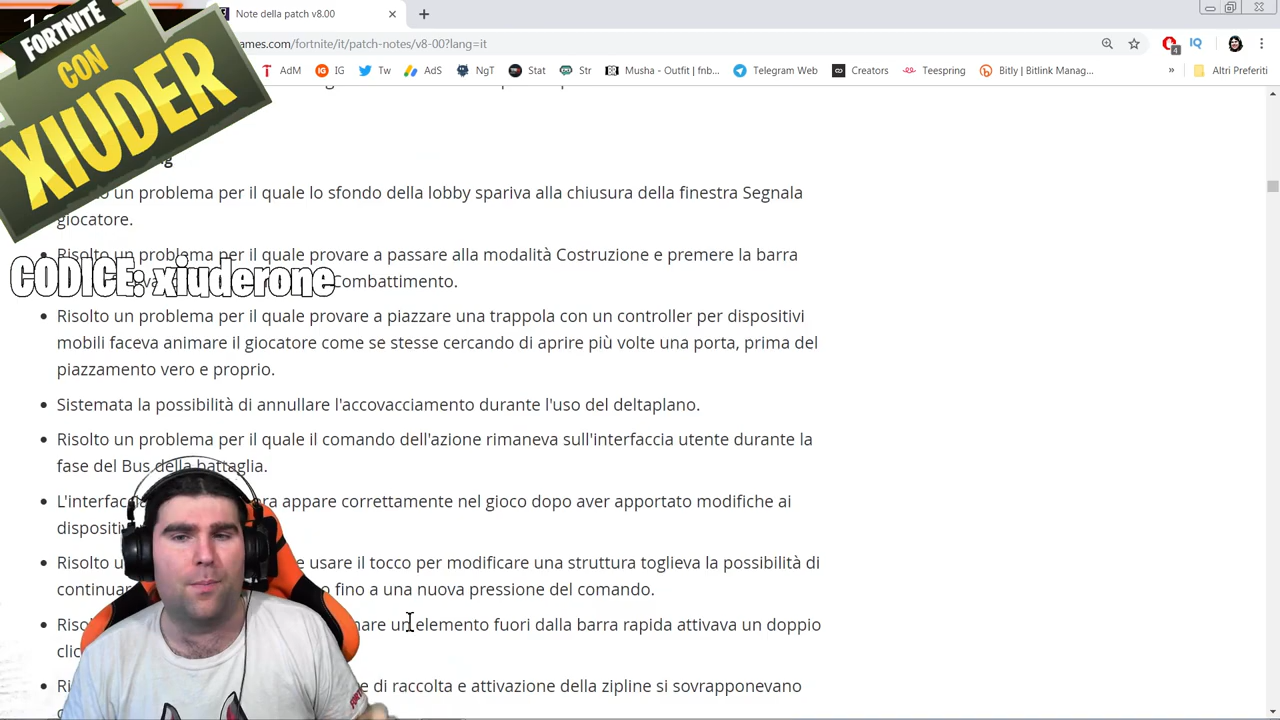 Note della patch v8.00
ames.com/fortnite/it/patch-notes/v8-00?lang=it
4
AdM
IG
Tw
AdS
NgT
Stat
Str
Musha - Outfit | fnb...
Telegram Web
Creators
Teespring
Bitly | Bitlink Manag...
»
Altri Preferiti
FORTNITE
CON
XIUDER
un problema per il quale lo sfondo della lobby spariva alla chiusura della finestra Segnala
giocatore.
Risolto un problema per il quale provare a passare alla modalità Costruzione e premere la barra
CODICE: xiuderone
Combattimento.
Risolto un problema per il quale provare a piazzare una trappola con un controller per dispositivi
mobili faceva animare il giocatore come se stesse cercando di aprire più volte una porta, prima del
piazzamento vero e proprio.
Sistemata la possibilità di annullare l'accovacciamento durante l'uso del deltaplano.
Risolto un problema per il quale il comando dell'azione rimaneva sull'interfaccia utente durante la
fase del Bus della battaglia.
L'interfaccia ora appare correttamente nel gioco dopo aver apportato modifiche ai
dispositivi
Risolto u e usare il tocco per modificare una struttura toglieva la possibilità di
continuar o fino a una nuova pressione del comando.
Riso nare un elemento fuori dalla barra rapida attivava un doppio
clic
Ri e di raccolta e attivazione della zipline si sovrapponevano